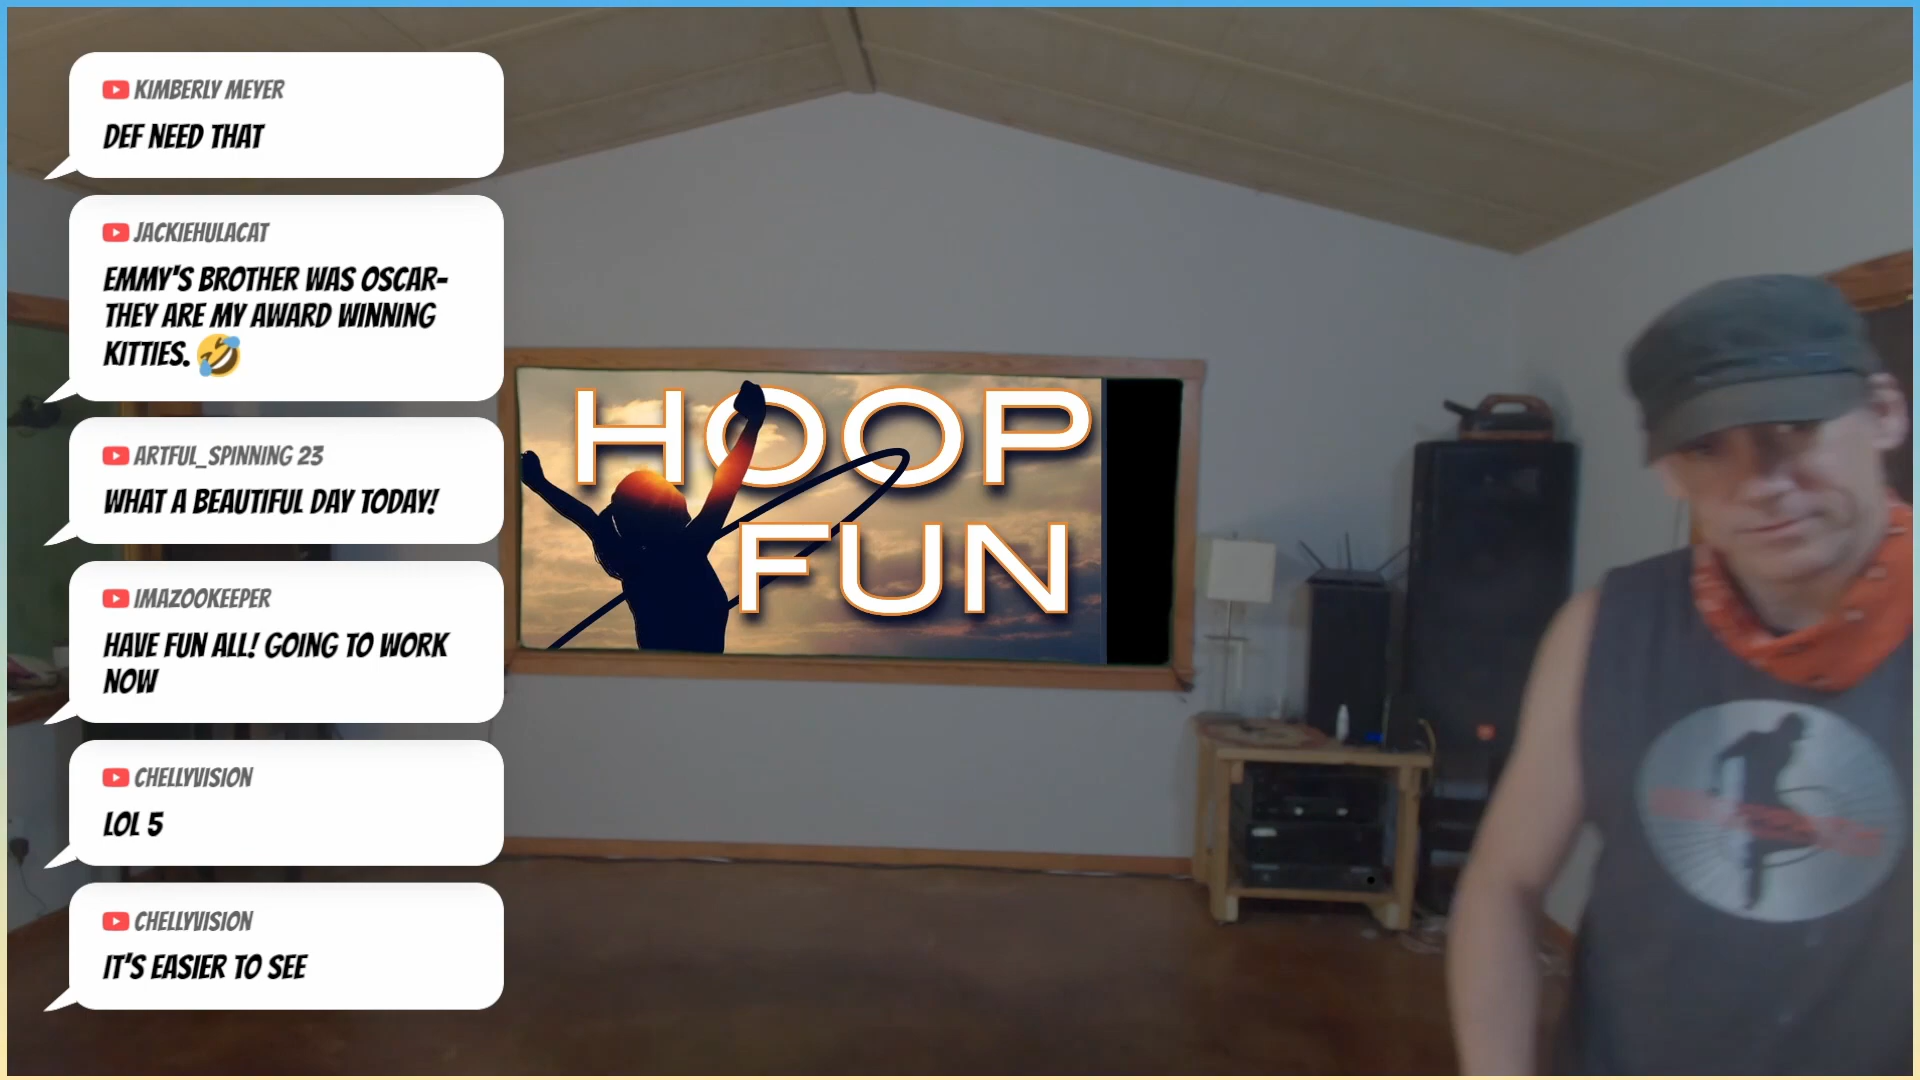 KIMBERLY MEYER
DEF NEED THAT
JACKIEHULACAT
EMMY'S BROTHER WAS OSCAR-
THEY ARE MY AWARD WINNING
KITTIES. 🤣
ARTFUL_SPINNING 23
WHAT A BEAUTIFUL DAY TODAY!
IMAZOOKEEPER
HAVE FUN ALL! GOING TO WORK
NOW
CHELLYVISION
LOL 5
CHELLYVISION
IT'S EASIER TO SEE
HOOP
FUN